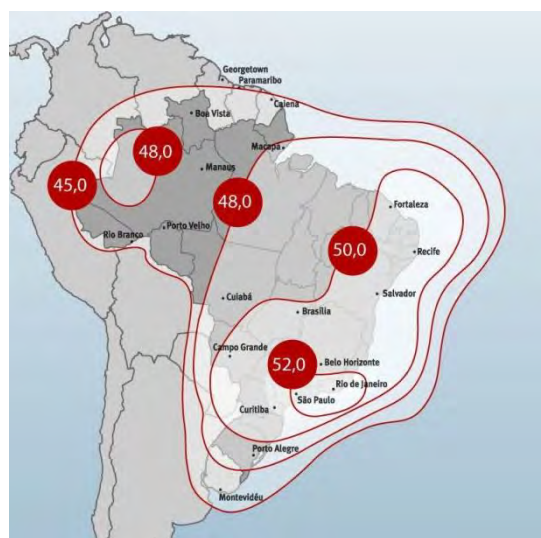 Georgetown
Paramaribo
Caiena
Boa Vista
Macapá
48,0
Manaus
45,0
48,0
Fortaleza
Porto Velho
Rio Branco
50,0
Recife
Cuiabá
Salvador
Brasília
Campo Grande
52,0
Belo Horizonte
Rio de Janeiro
São Paulo
Curitiba
Porto Alegre
Montevidéu